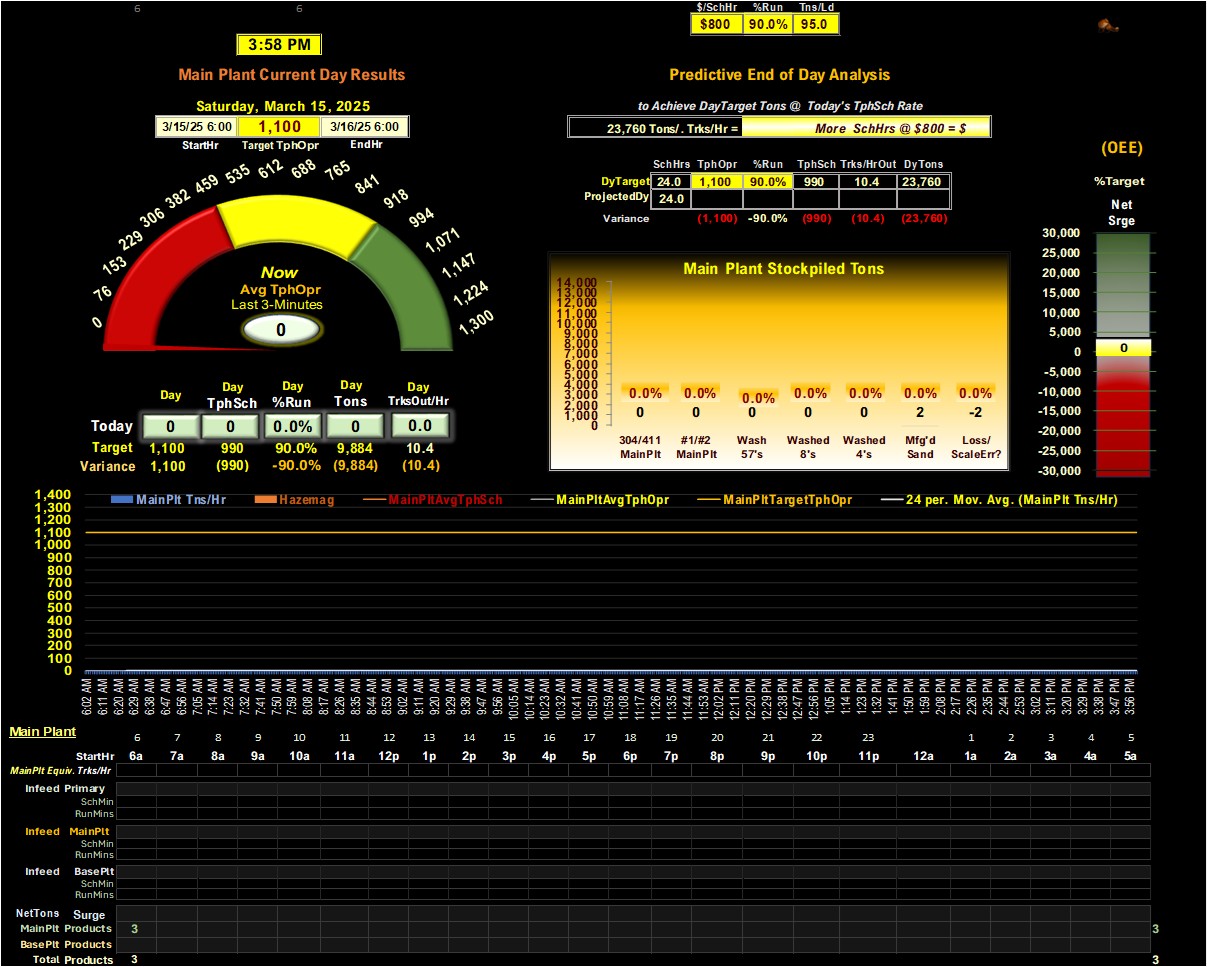 6 6
$/SchHr %Run Tns/Ld
$800 90.0% 95.0
3:58 PM
Main Plant Current Day Results
Predictive End of Day Analysis
Saturday, March 15, 2025
to Achieve DayTarget Tons @ Today's TphSch Rate
3/15/25 6:00 1,100 3/16/25 6:00
StartHr Target TphOpr EndHr
23,760 Tons/. Trks/Hr = More SchHrs @ $800 = $
(OEE)
%Target
Net
Srge
SchHrs TphOpr %Run TphSch Trks/HrOut DyTons
DyTarget 24.0 1,100 90.0% 990 10.4 23,760
ProjectedDy 24.0
Variance (1,100) -90.0% (990) (10.4) (23,760)
0 76 153 229 306 382 459 535 612 688 765 841 918 994 1,071 1,147 1,224 1,300
Now
Avg TphOpr
Last 3-Minutes
0
Main Plant Stockpiled Tons
14,000
13,000
12,000
11,000
10,000
9,000
8,000
7,000
6,000
5,000
4,000
3,000
2,000
1,000
0
0.0% 0.0% 0.0% 0.0% 0.0% 0.0% 0.0%
0 0 0 0 0 2 -2
304/411 #1/#2 Wash Washed Washed Mfg'd Loss/
MainPlt MainPlt 57's 8's 4's Sand ScaleErr?
30,000
25,000
20,000
15,000
10,000
5,000
0 0
-5,000
-10,000
-15,000
-20,000
-25,000
-30,000
Day Day Day Day Day
TphSch %Run Tons TrksOut/Hr
Today 0 0 0.0% 0 0.0
Target 1,100 990 90.0% 9,884 10.4
Variance 1,100 (990) -90.0% (9,884) (10.4)
MainPlt Tns/Hr Hazemag MainPltAvgTphSch MainPltAvgTphOpr MainPltTargetTphOpr 24 per. Mov. Avg. (MainPlt Tns/Hr)
1,400
1,300
1,200
1,100
1,000
900
800
700
600
500
400
300
200
100
0
6:02 AM 6:11 AM 6:20 AM 6:29 AM 6:38 AM 6:47 AM 6:56 AM 7:05 AM 7:14 AM 7:23 AM 7:32 AM 7:41 AM 7:50 AM 7:59 AM 8:08 AM 8:17 AM 8:26 AM 8:35 AM 8:44 AM 8:53 AM 9:02 AM 9:11 AM 9:20 AM 9:29 AM 9:38 AM 9:47 AM 9:56 AM 10:05 AM 10:14 AM 10:23 AM 10:32 AM 10:41 AM 10:50 AM 10:59 AM 11:08 AM 11:17 AM 11:26 AM 11:35 AM 11:44 AM 11:53 AM 12:02 PM 12:11 PM 12:20 PM 12:29 PM 12:38 PM 12:47 PM 12:56 PM 1:05 PM 1:14 PM 1:23 PM 1:32 PM 1:41 PM 1:50 PM 1:59 PM 2:08 PM 2:17 PM 2:26 PM 2:35 PM 2:44 PM 2:53 PM 3:02 PM 3:11 PM 3:20 PM 3:29 PM 3:38 PM 3:47 PM 3:56 PM
Main Plant
6 7 8 9 10 11 12 13 14 15 16 17 18 19 20 21 22 23 1 2 3 4 5
StartHr 6a 7a 8a 9a 10a 11a 12p 1p 2p 3p 4p 5p 6p 7p 8p 9p 10p 11p 12a 1a 2a 3a 4a 5a
MainPlt Equiv. Trks/Hr
Infeed Primary
SchMin
RunMins
Infeed MainPlt
SchMin
RunMins
Infeed BasePlt
SchMin
RunMins
NetTons Surge
MainPlt Products 3 3
BasePlt Products
Total Products 3 3